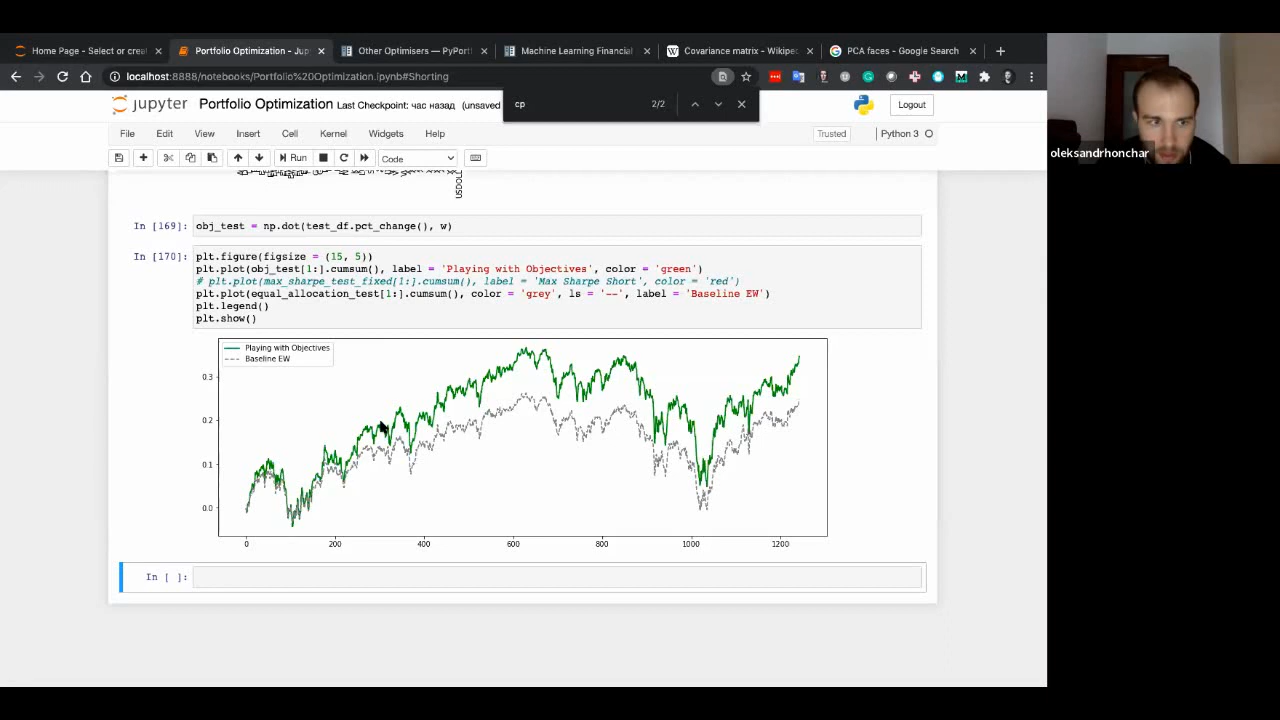 Home Page - Select or creat
Portfolio Optimization - Jup
Other Optimisers — PyPortf
Machine Learning Financial
Covariance matrix - Wikipe
PCA faces - Google Search
localhost:8888/notebooks/Portfolio%20Optimization.ipynb#Shorting
cp 2/2
jupyter Portfolio Optimization Last Checkpoint: час назад (unsaved
Logout
File Edit View Insert Cell Kernel Widgets Help
Trusted Python 3
Run Code
oleksandrhonchar
USDOLL
In [169]: obj_test = np.dot(test_df.pct_change(), w)
In [170]: plt.figure(figsize = (15, 5))
plt.plot(obj_test[1:].cumsum(), label = 'Playing with Objectives', color = 'green')
# plt.plot(max_sharpe_test_fixed[1:].cumsum(), label = 'Max Sharpe Short', color = 'red')
plt.plot(equal_allocation_test[1:].cumsum(), color = 'grey', ls = '--', label = 'Baseline EW')
plt.legend()
plt.show()
Playing with Objectives
Baseline EW
0.3
0.2
0.1
0.0
0 200 400 600 800 1000 1200
In [ ]: